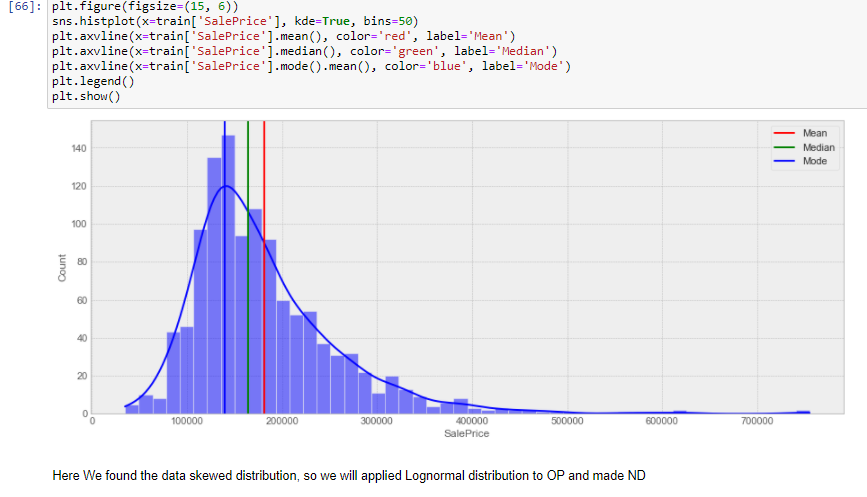 [66]: plt.figure(figsize=(15, 6))
sns.histplot(x=train['SalePrice'], kde=True, bins=50)
plt.axvline(x=train['SalePrice'].mean(), color='red', label='Mean')
plt.axvline(x=train['SalePrice'].median(), color='green', label='Median')
plt.axvline(x=train['SalePrice'].mode().mean(), color='blue', label='Mode')
plt.legend()
plt.show()
Mean
Median
Mode
140
120
100
80
60
40
20
0
Count
0 100000 200000 300000 400000 500000 600000 700000
SalePrice
Here We found the data skewed distribution, so we will applied Lognormal distribution to OP and made ND